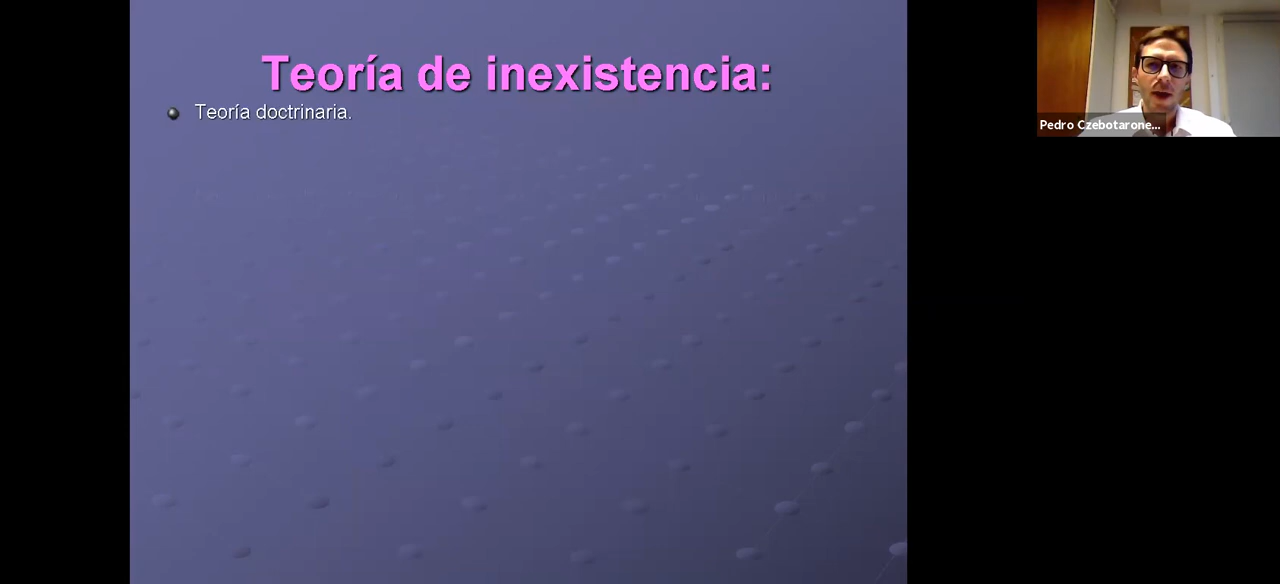 Teoría de inexistencia:
Teoría doctrinaria.
Pedro Czebotarone...